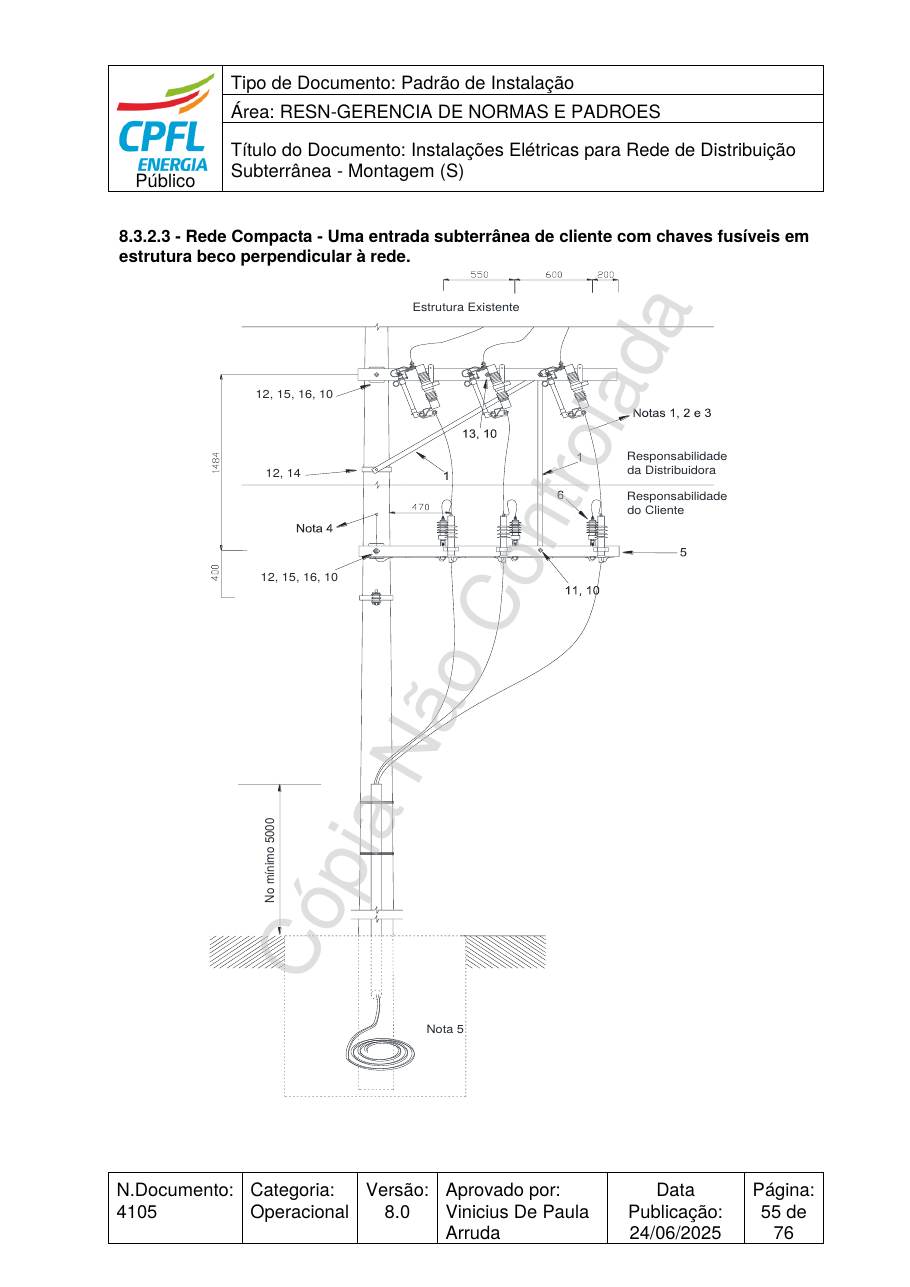 CPFL
ENERGIA
Público
Tipo de Documento: Padrão de Instalação
Área: RESN-GERENCIA DE NORMAS E PADROES
Título do Documento: Instalações Elétricas para Rede de Distribuição
Subterrânea - Montagem (S)
8.3.2.3 - Rede Compacta - Uma entrada subterrânea de cliente com chaves fusíveis em
estrutura beco perpendicular à rede.
550
600
200
Estrutura Existente
12, 15, 16, 10
Notas 1, 2 e 3
13, 10
1484
12, 14
1
1
Responsabilidade
da Distribuidora
6
Responsabilidade
do Cliente
470
Nota 4
5
12, 15, 16, 10
400
11, 10
No mínimo 5000
Nota 5
Cópia Não Controlada
N.Documento:
4105
Categoria:
Operacional
Versão:
8.0
Aprovado por:
Vinicius De Paula
Arruda
Data
Publicação:
24/06/2025
Página:
55 de
76